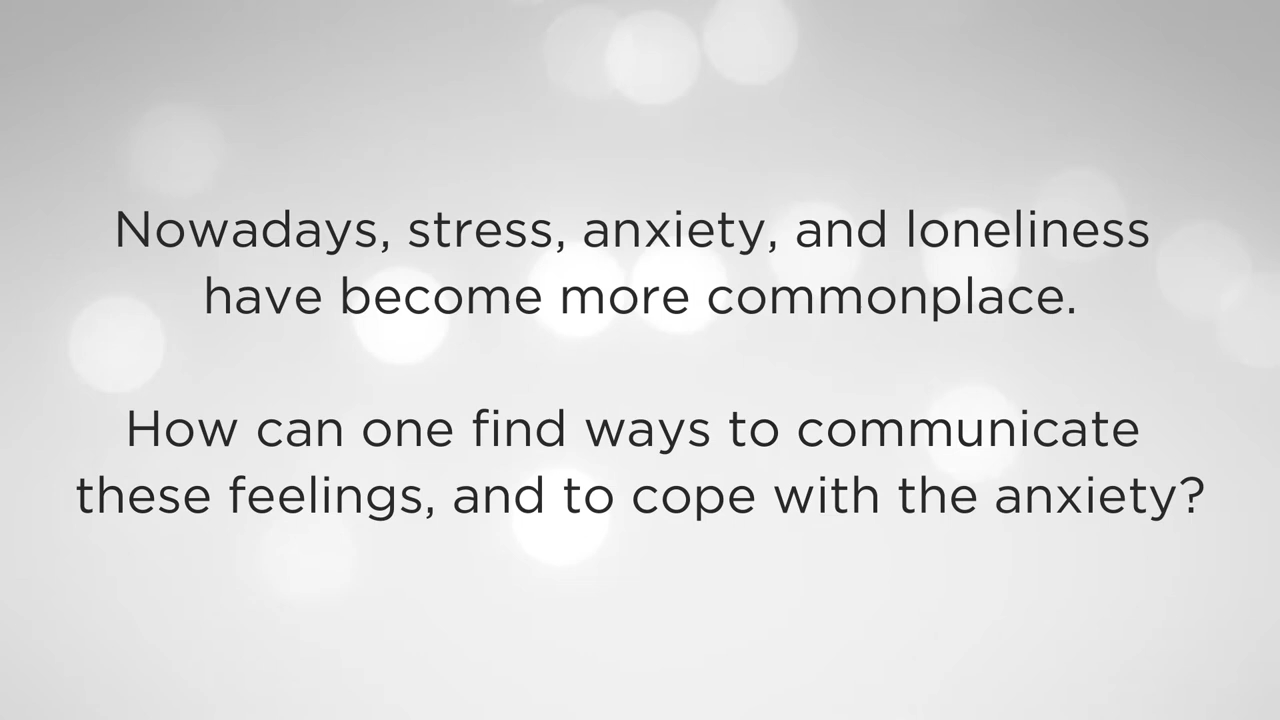 Nowadays, stress, anxiety, and loneliness
have become more commonplace.
How can one find ways to communicate
these feelings, and to cope with the anxiety?